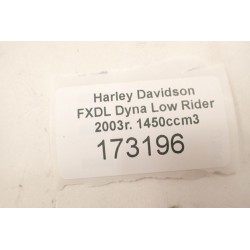 Harley Davidson
FXDL Dyna Low Rider
2003r. 1450ccm3
173196